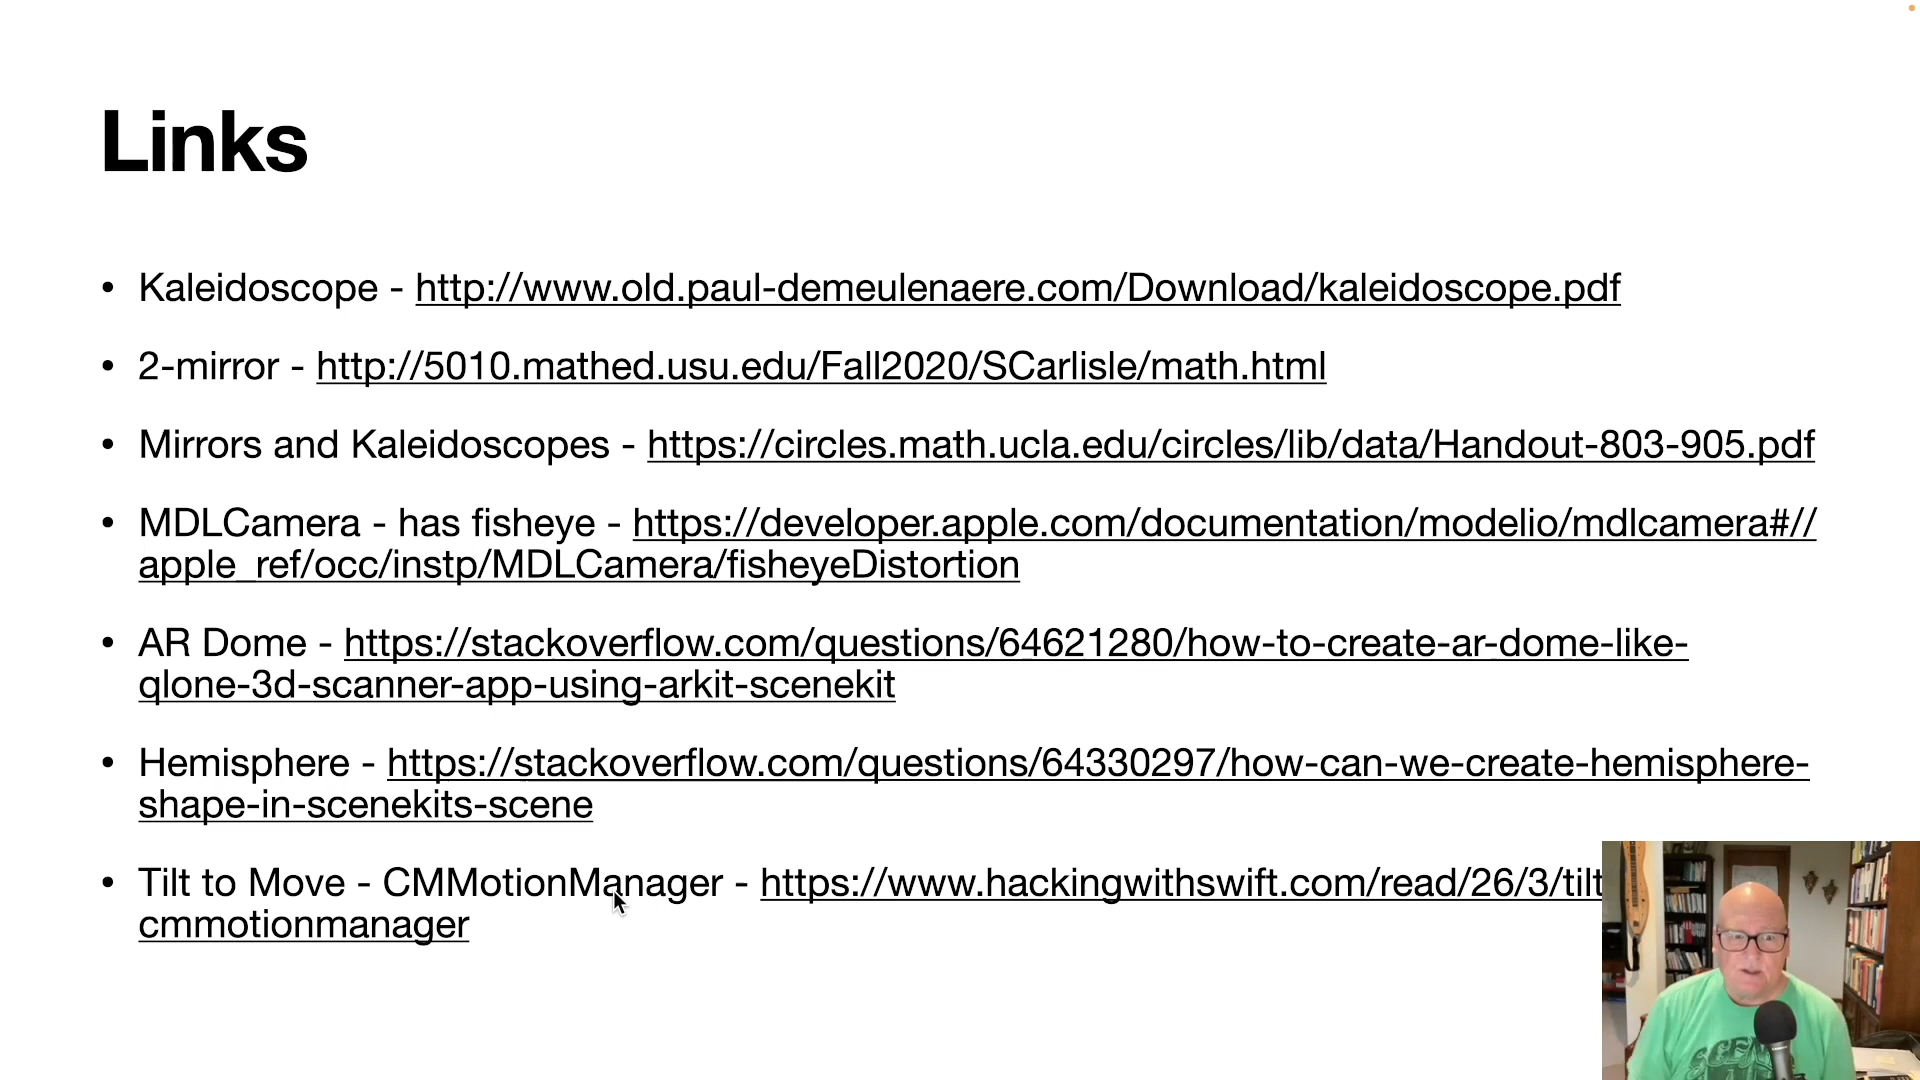 Links
• Kaleidoscope - http://www.old.paul-demeulenaere.com/Download/kaleidoscope.pdf
• 2-mirror - http://5010.mathed.usu.edu/Fall2020/SCarlisle/math.html
• Mirrors and Kaleidoscopes - https://circles.math.ucla.edu/circles/lib/data/Handout-803-905.pdf
• MDLCamera - has fisheye - https://developer.apple.com/documentation/modelio/mdlcamera#//
apple_ref/occ/instp/MDLCamera/fisheyeDistortion
• AR Dome - https://stackoverflow.com/questions/64621280/how-to-create-ar-dome-like-
qlone-3d-scanner-app-using-arkit-scenekit
• Hemisphere - https://stackoverflow.com/questions/64330297/how-can-we-create-hemisphere-
shape-in-scenekits-scene
• Tilt to Move - CMMotionManager - https://www.hackingwithswift.com/read/26/3/tilt
cmmotionmanager